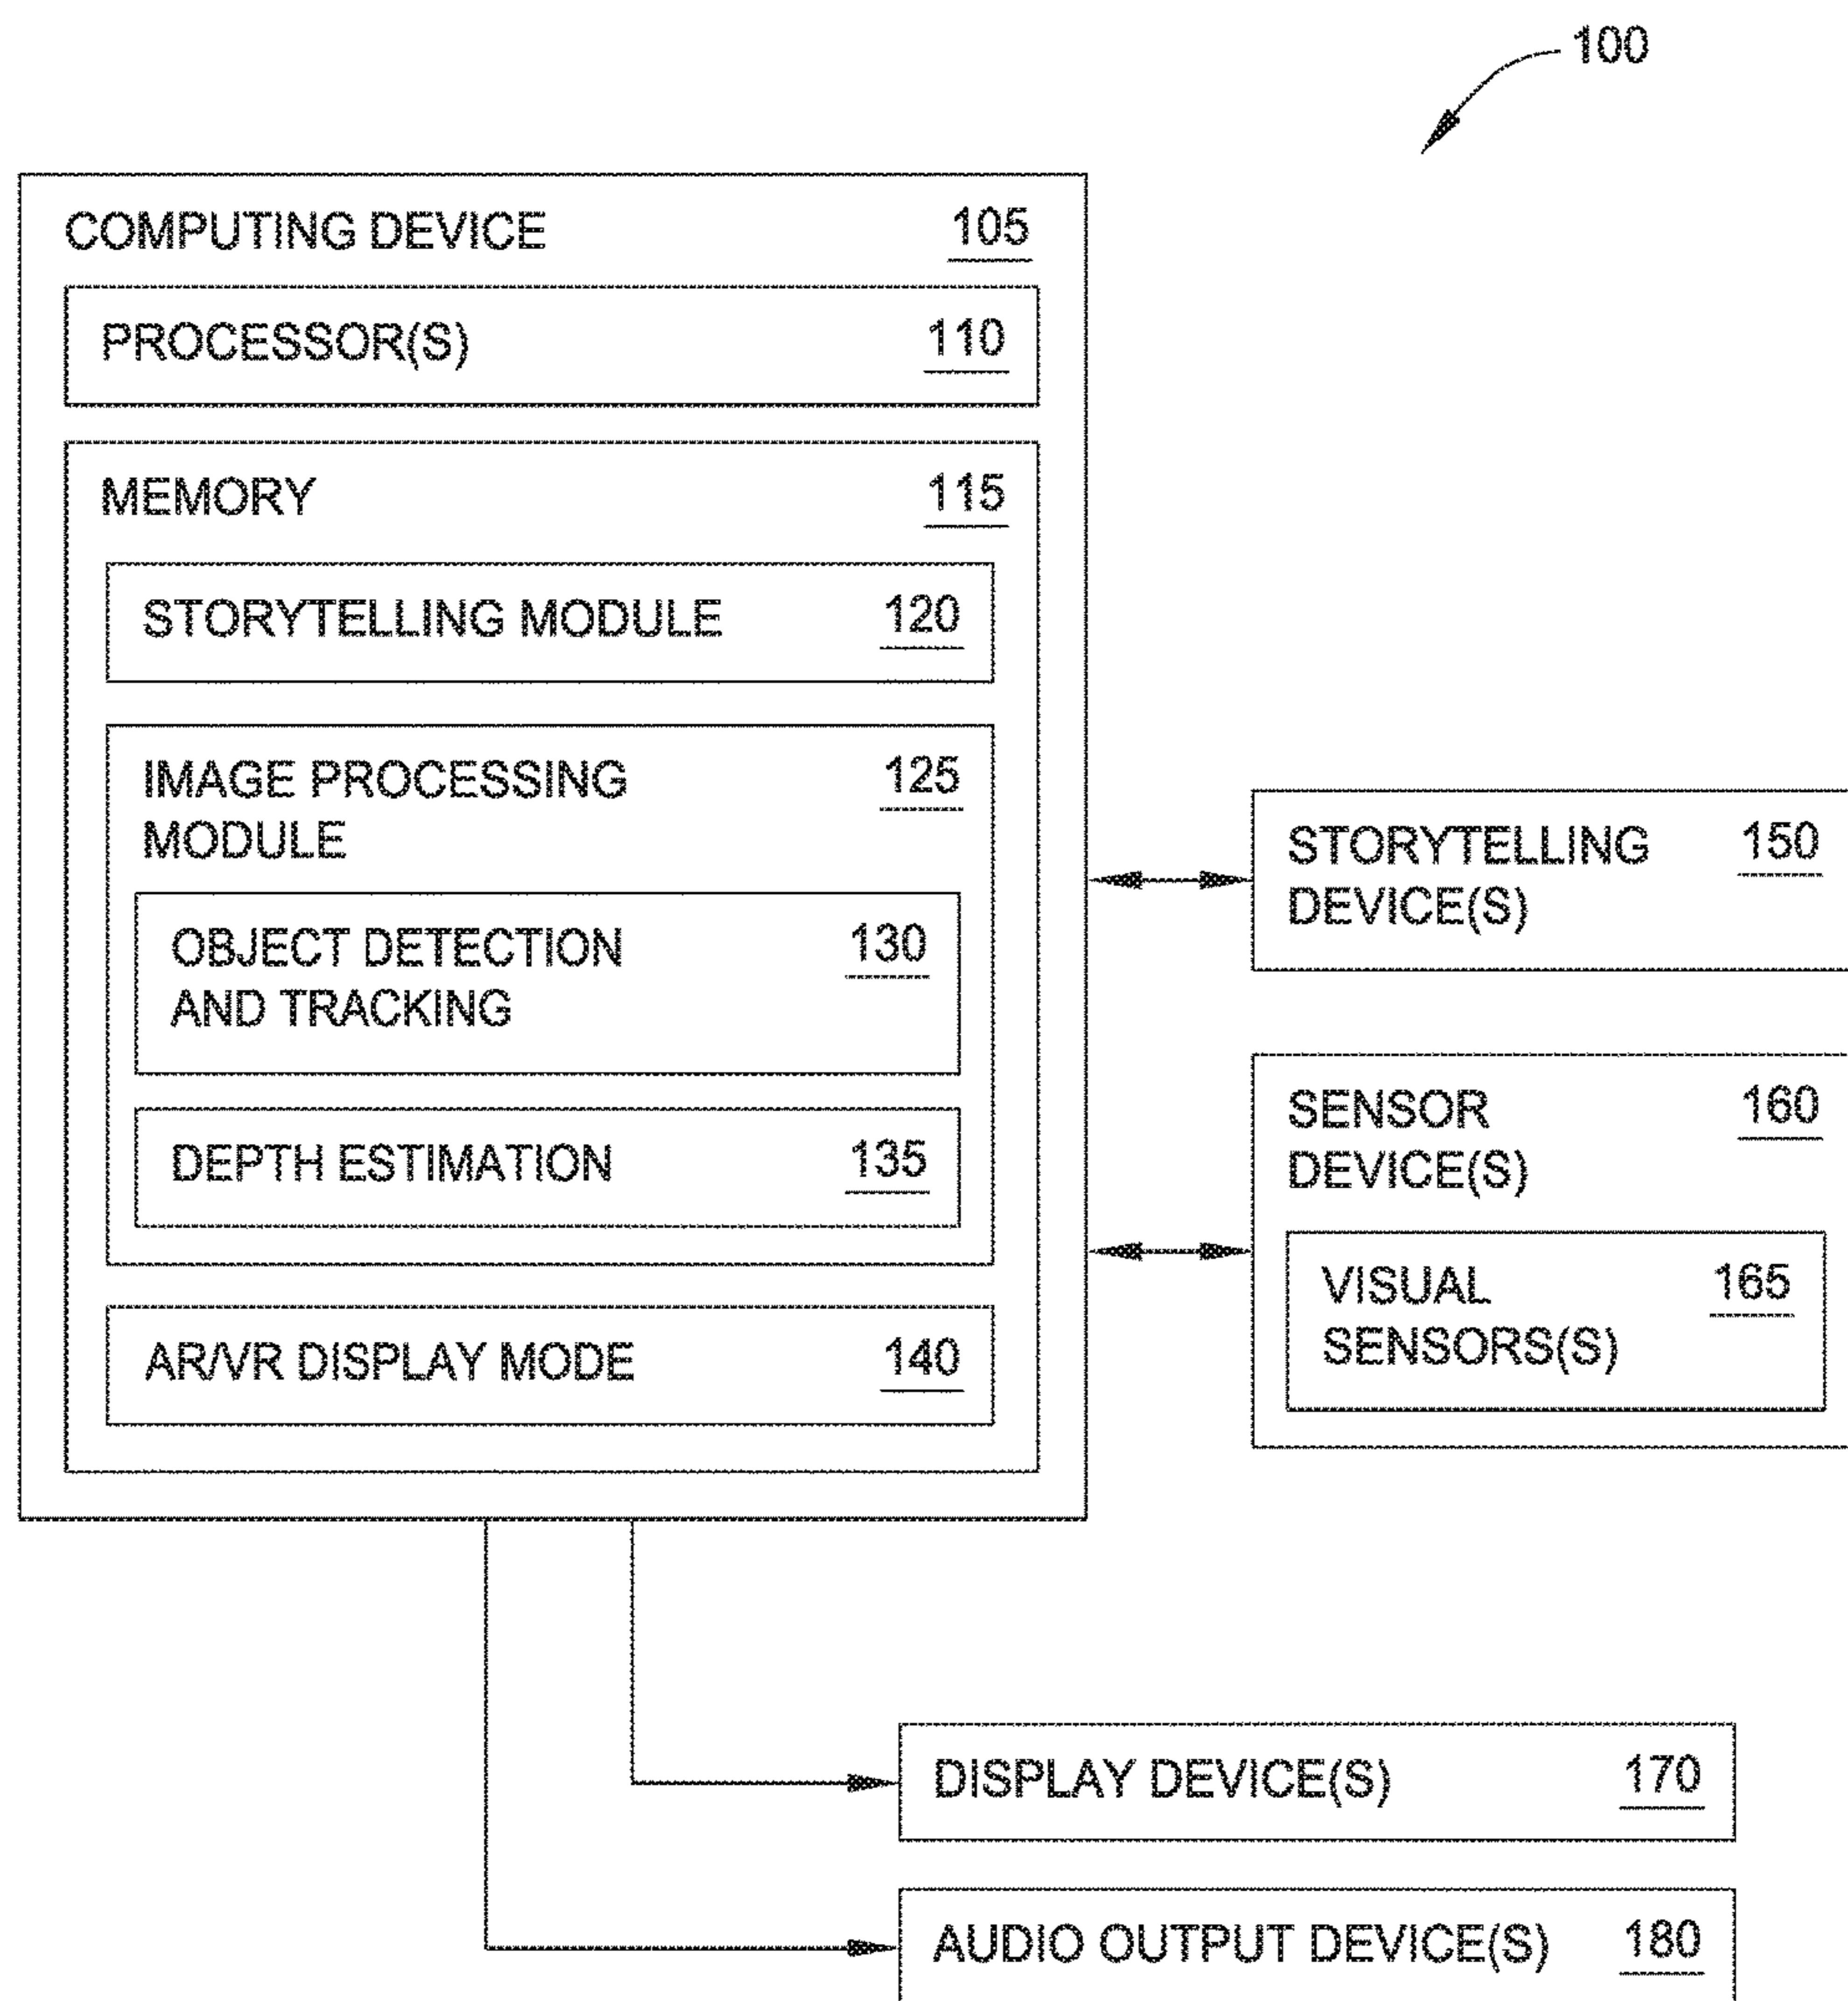 100
COMPUTING DEVICE 105
PROCESSOR(S) 110
MEMORY 115
STORYTELLING MODULE 120
IMAGE PROCESSING 125
MODULE
OBJECT DETECTION 130
AND TRACKING
DEPTH ESTIMATION 135
AR/VR DISPLAY MODE 140
STORYTELLING 150
DEVICE(S)
SENSOR 160
DEVICE(S)
VISUAL 165
SENSORS(S)
DISPLAY DEVICE(S) 170
AUDIO OUTPUT DEVICE(S) 180